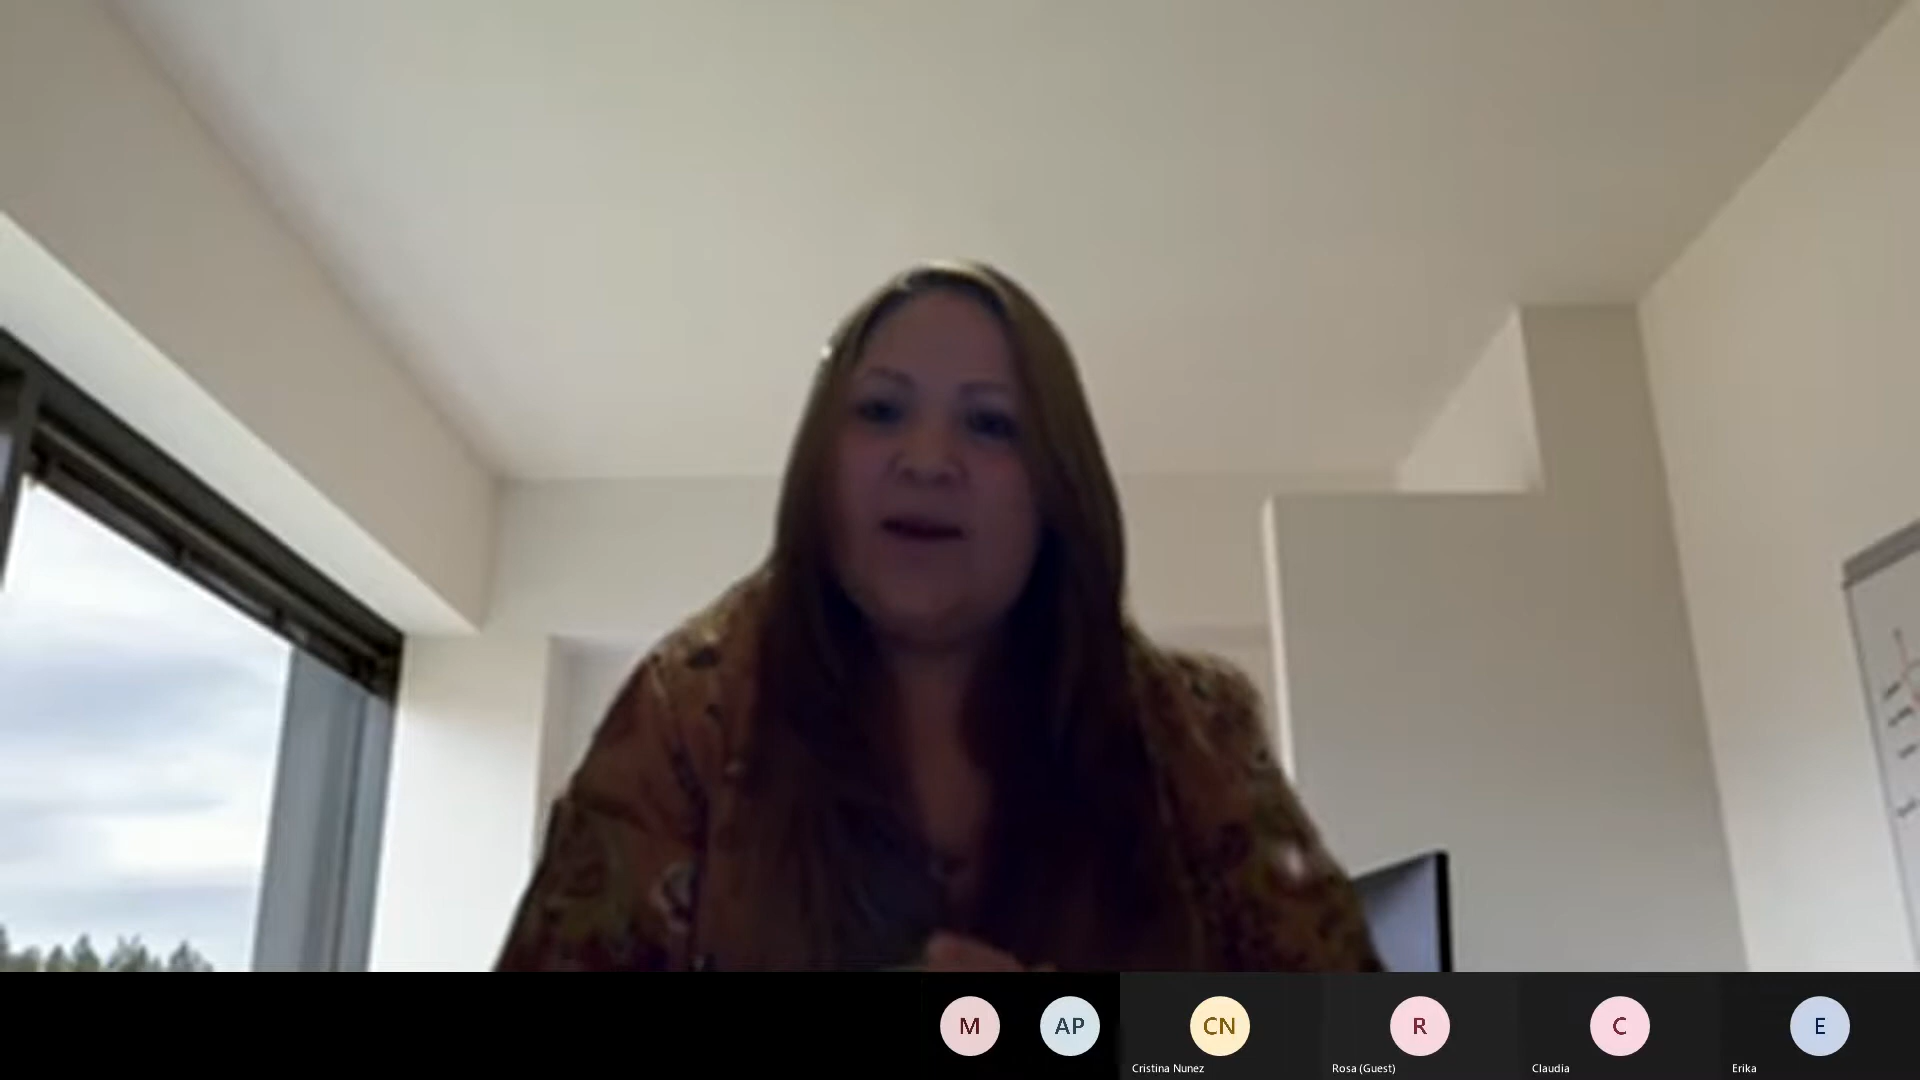 M
AP
CN
R
C
E
Cristina Nunez
Rosa (Guest)
Claudia
Erika